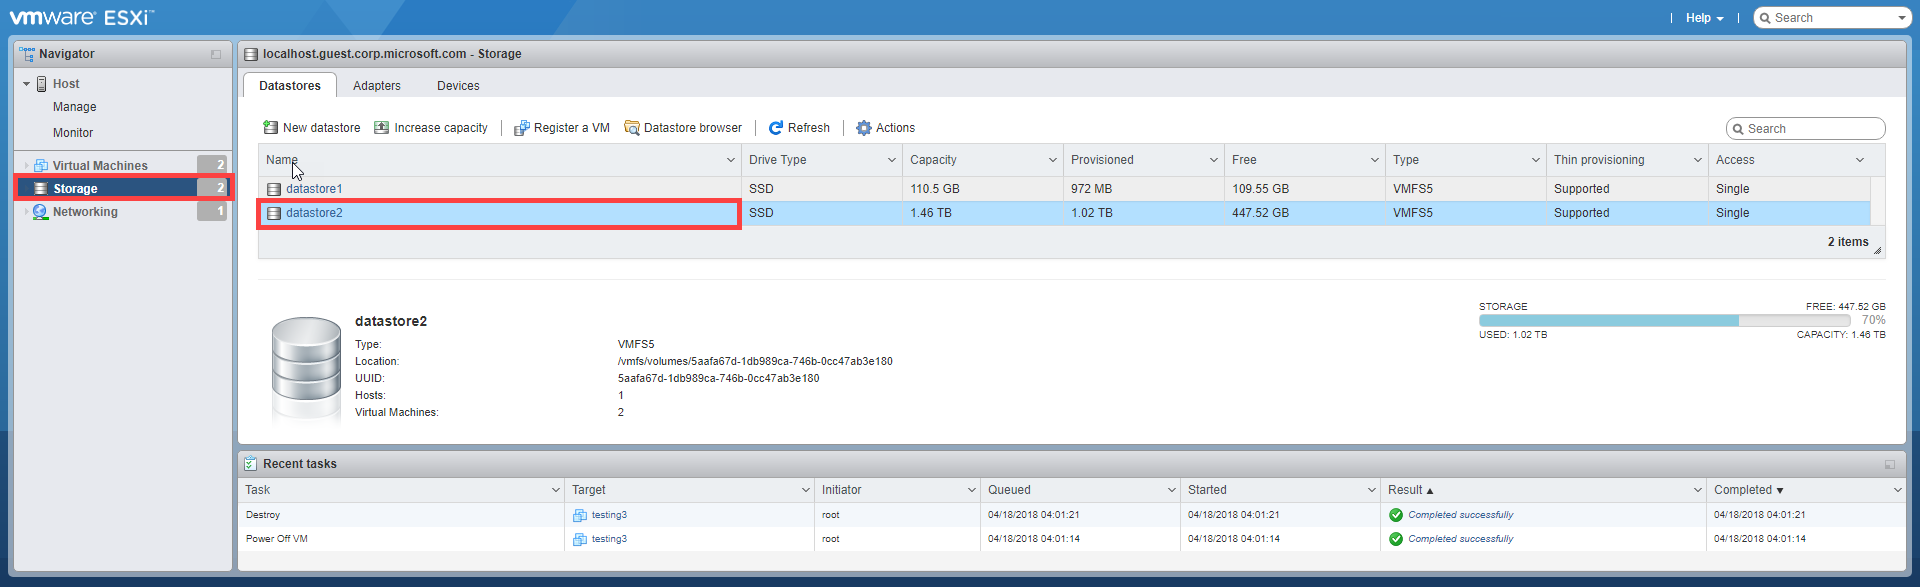 vmware ESXi™
Help
Search
Navigator
Host
Manage
Monitor
Virtual Machines 2
Storage 2
Networking 1
localhost.guest.corp.microsoft.com - Storage
Datastores Adapters Devices
New datastore Increase capacity Register a VM Datastore browser Refresh Actions
Search
Name Drive Type Capacity Provisioned Free Type Thin provisioning Access
datastore1 SSD 110.5 GB 972 MB 109.55 GB VMFS5 Supported Single
datastore2 SSD 1.46 TB 1.02 TB 447.52 GB VMFS5 Supported Single
2 items
datastore2
Type: VMFS5
Location: /vmfs/volumes/5aafa67d-1db989ca-746b-0cc47ab3e180
UUID: 5aafa67d-1db989ca-746b-0cc47ab3e180
Hosts: 1
Virtual Machines: 2
STORAGE FREE: 447.52 GB
70%
USED: 1.02 TB CAPACITY: 1.46 TB
Recent tasks
Task Target Initiator Queued Started Result ▲ Completed ▼
Destroy testing3 root 04/18/2018 04:01:21 04/18/2018 04:01:21 Completed successfully 04/18/2018 04:01:21
Power Off VM testing3 root 04/18/2018 04:01:14 04/18/2018 04:01:14 Completed successfully 04/18/2018 04:01:14